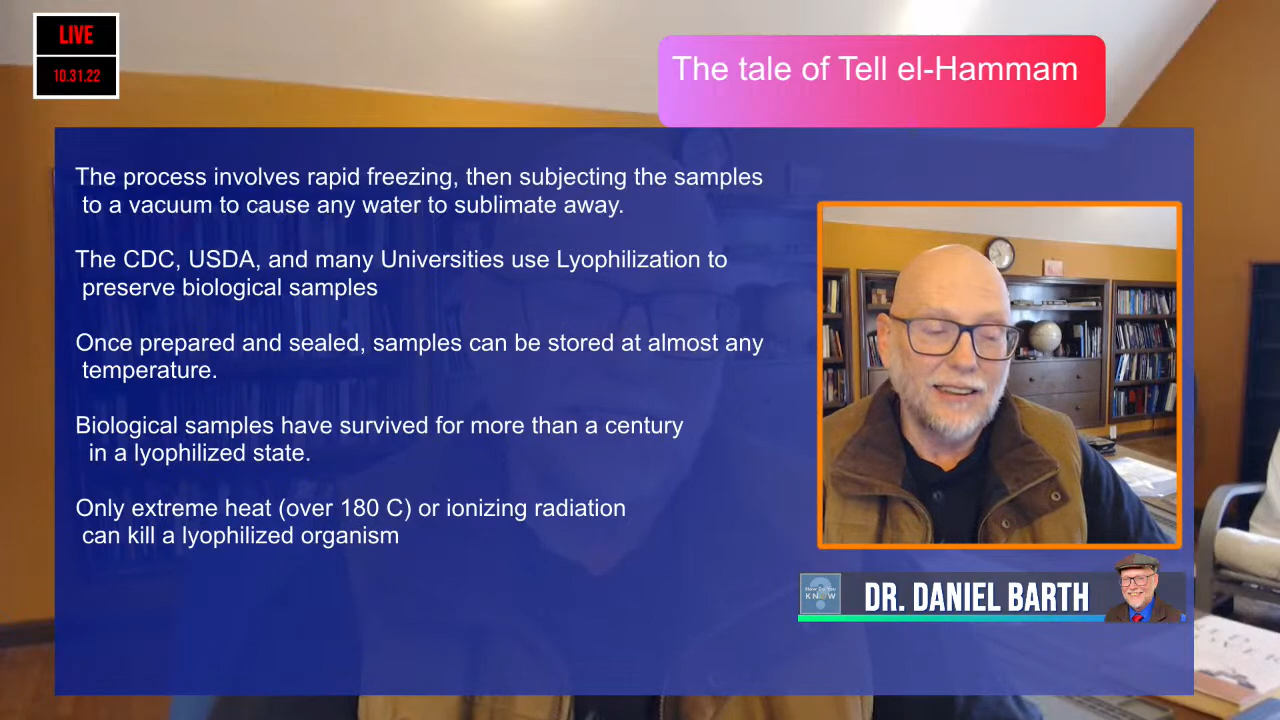 LIVE
10.31.22
The tale of Tell el-Hammam
The process involves rapid freezing, then subjecting the samples
to a vacuum to cause any water to sublimate away.
The CDC, USDA, and many Universities use Lyophilization to
preserve biological samples
Once prepared and sealed, samples can be stored at almost any
temperature.
Biological samples have survived for more than a century
in a lyophilized state.
Only extreme heat (over 180 C) or ionizing radiation
can kill a lyophilized organism
How Do You
KNOW
DR. DANIEL BARTH